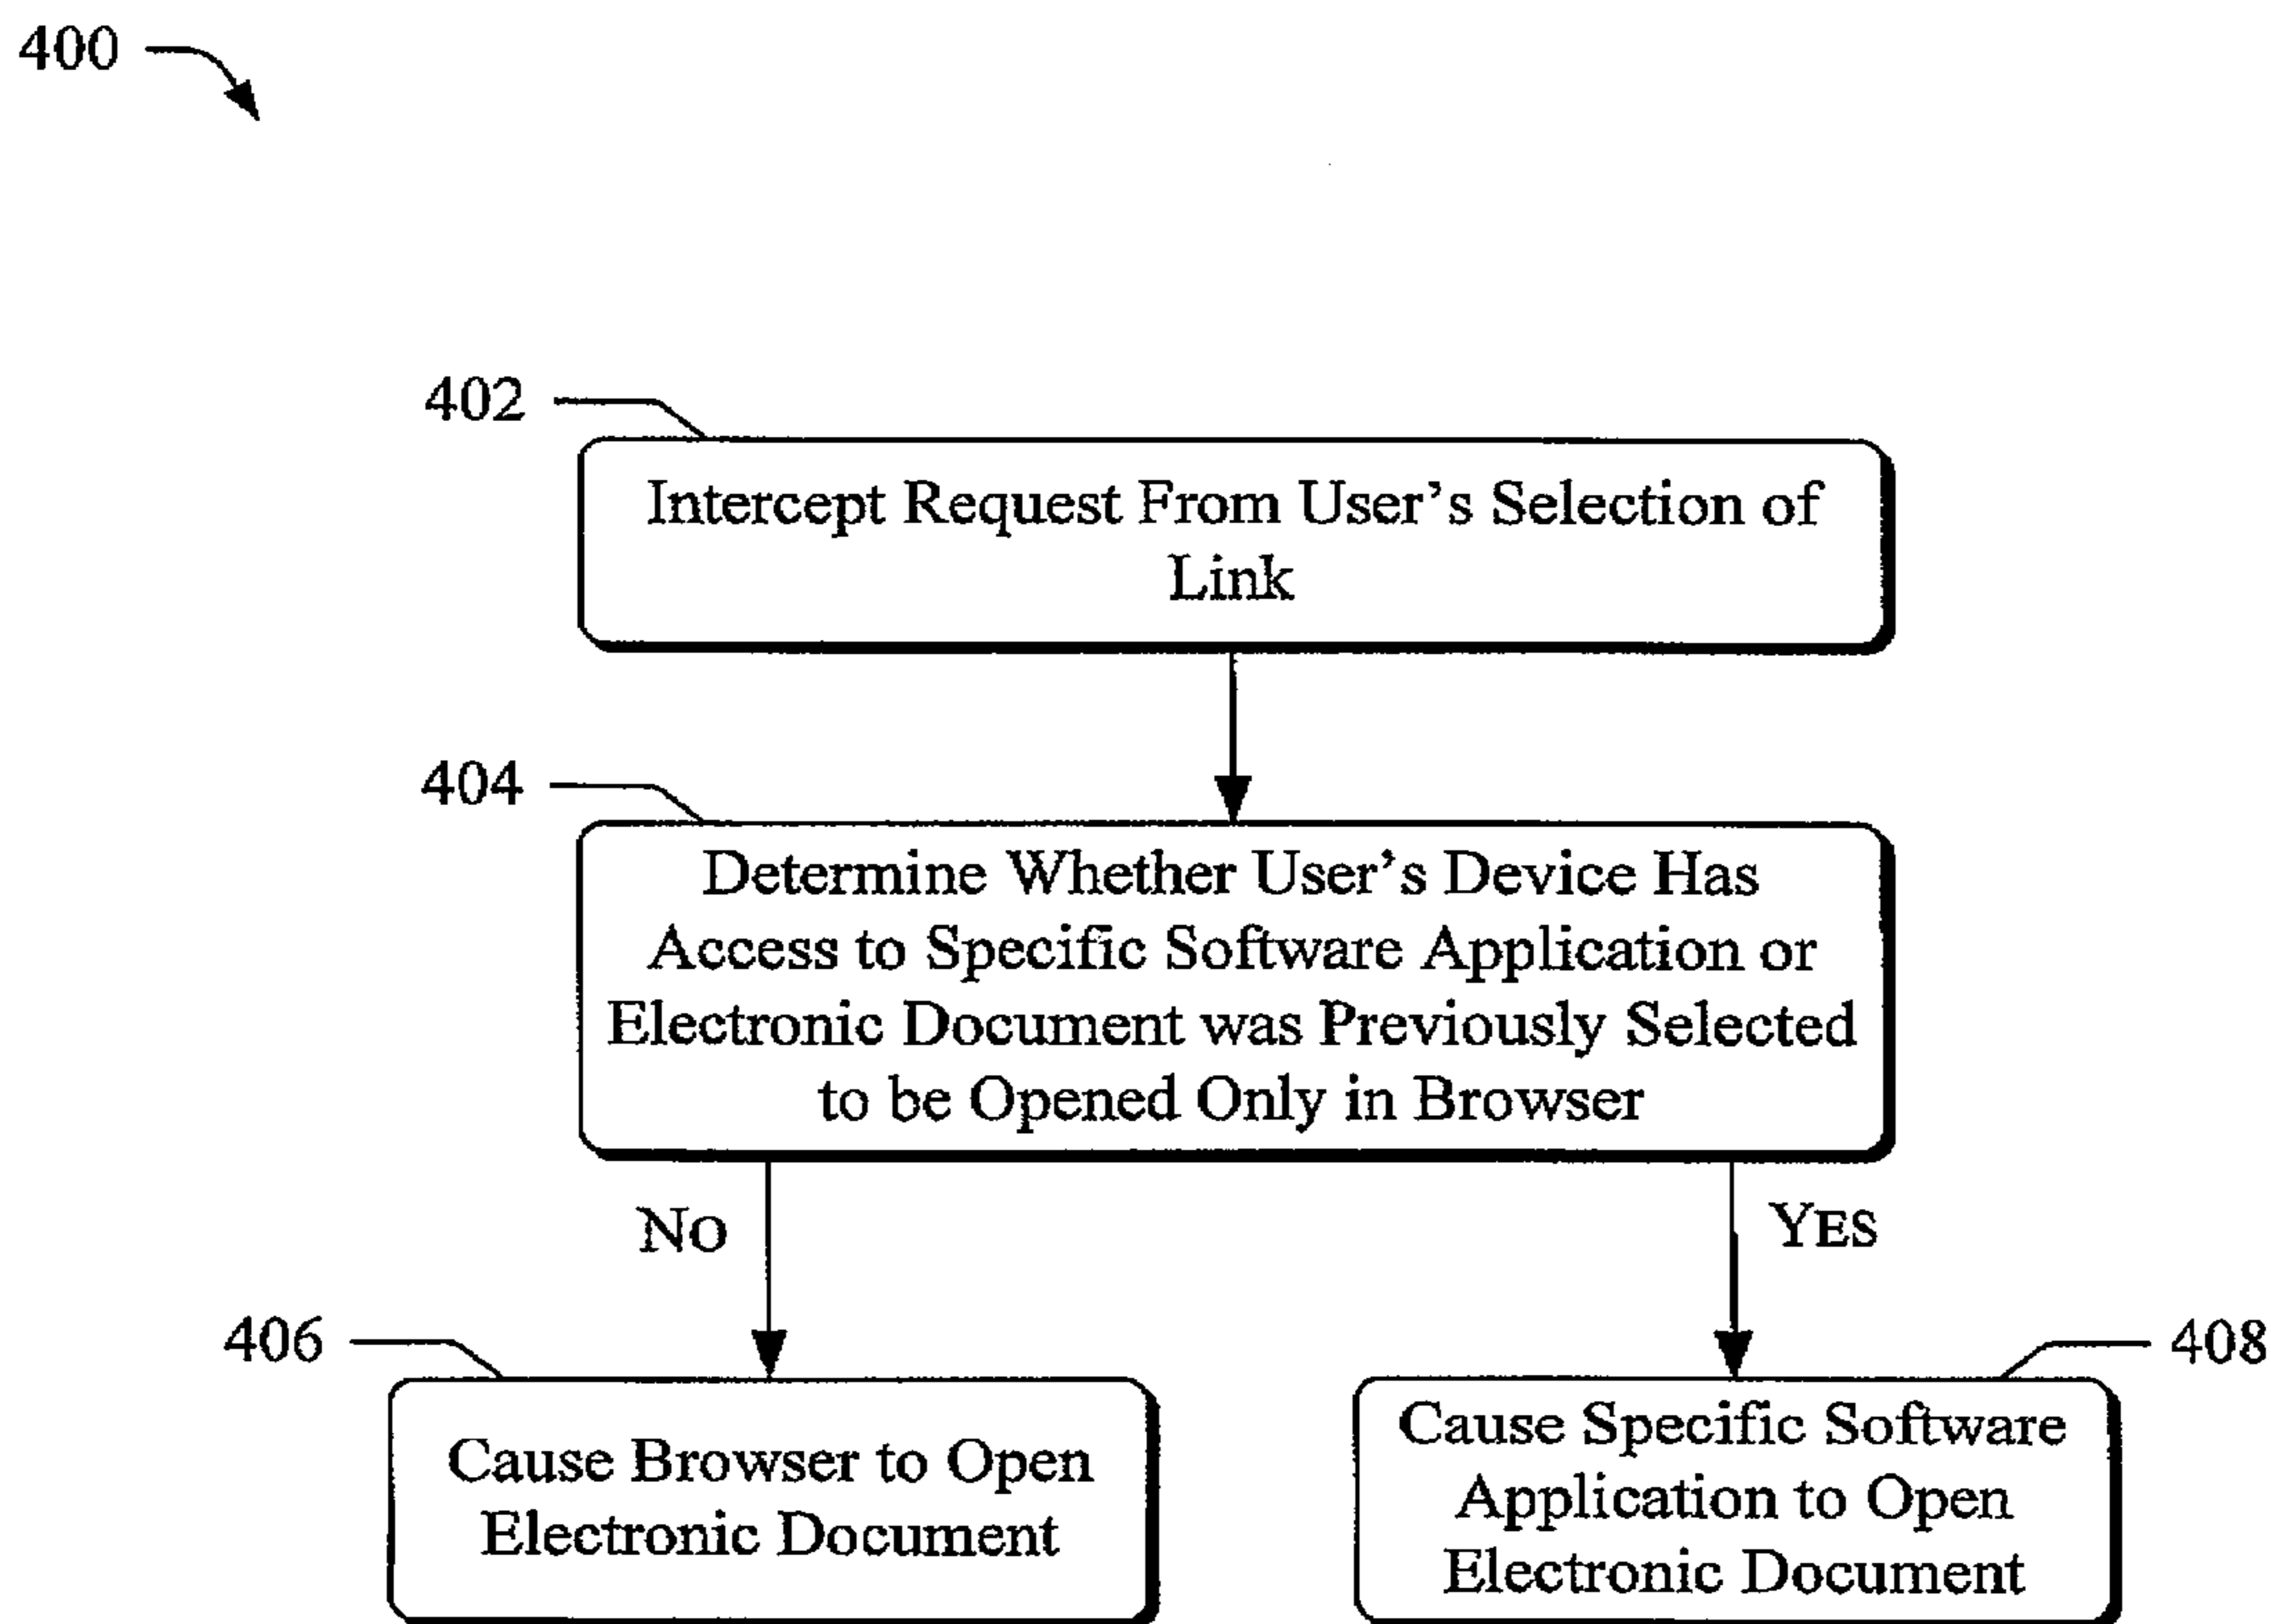 400
402
Intercept Request From User's Selection of
Link
404
Determine Whether User's Device Has
Access to Specific Software Application or
Electronic Document was Previously Selected
to be Opened Only in Browser
NO
YES
406
408
Cause Browser to Open
Electronic Document
Cause Specific Software
Application to Open
Electronic Document